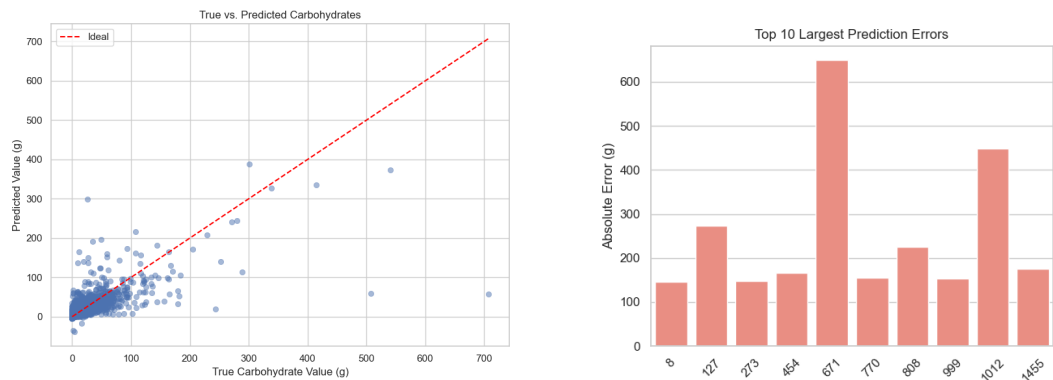 True vs. Predicted Carbohydrates
Ideal
Predicted Value (g)
700
600
500
400
300
200
100
0
0 100 200 300 400 500 600 700
True Carbohydrate Value (g)
Top 10 Largest Prediction Errors
Absolute Error (g)
600
500
400
300
200
100
0
8 127 273 454 671 770 808 999 1012 1455